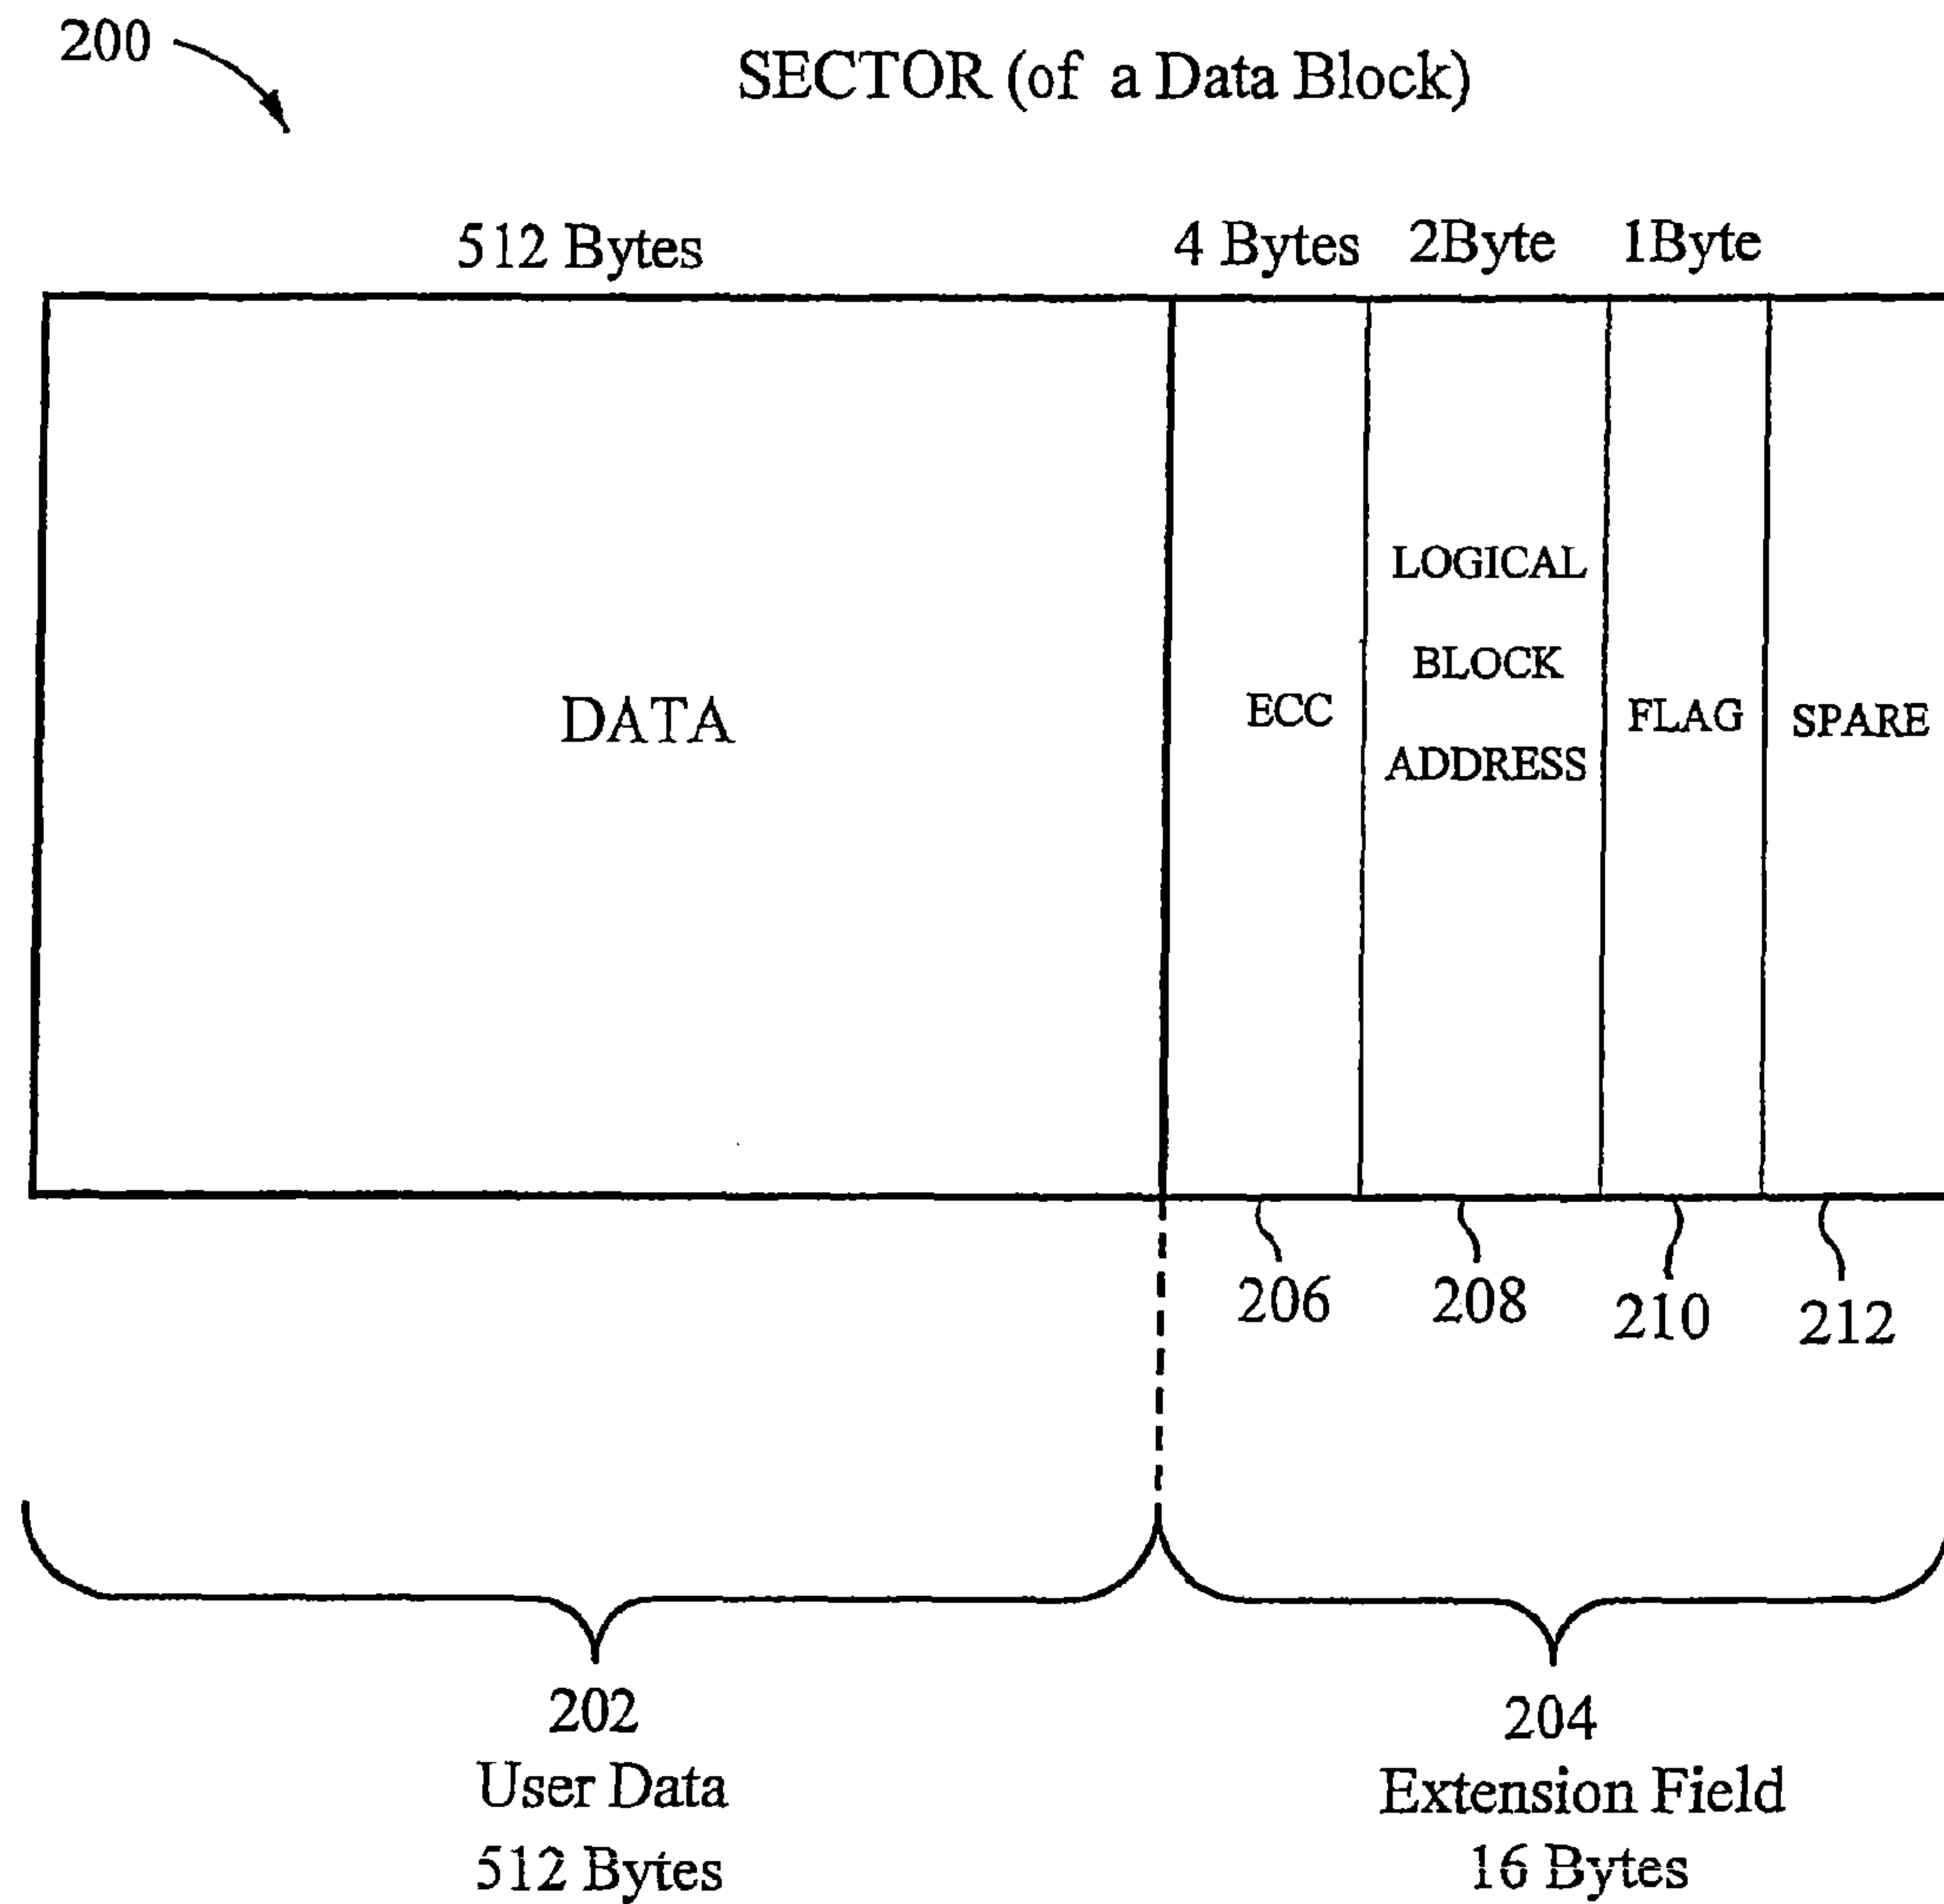 200
SECTOR (of a Data Block)
512 Bytes
4 Bytes
2Byte
1Byte
DATA
ECC
LOGICAL
BLOCK
ADDRESS
FLAG
SPARE
206
208
210
212
202
User Data
512 Bytes
204
Extension Field
16 Bytes